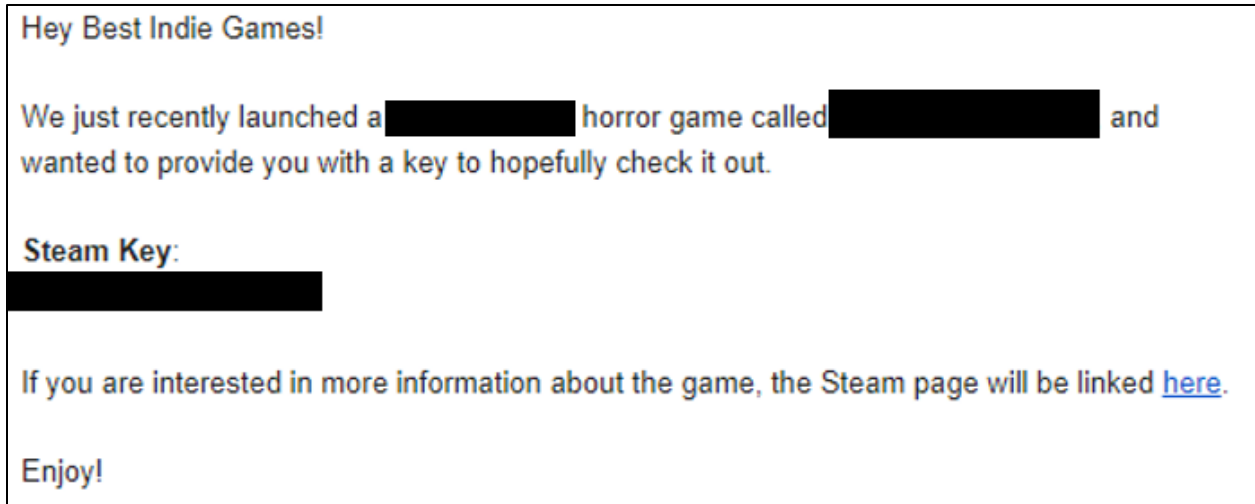 Hey Best Indie Games!
We just recently launched a horror game called and
wanted to provide you with a key to hopefully check it out.
Steam Key:
If you are interested in more information about the game, the Steam page will be linked here.
Enjoy!